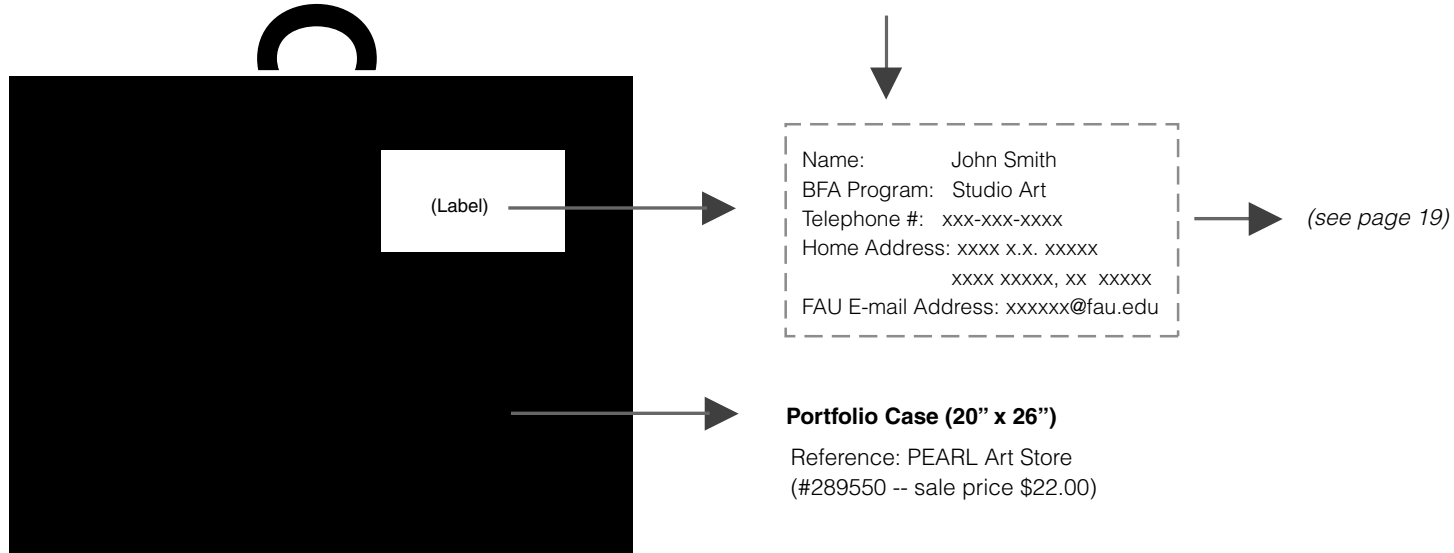 (Label)
Name: John Smith
BFA Program: Studio Art
Telephone #: xxx-xxx-xxxx
Home Address: xxxx x.x. xxxxx
xxxx xxxxx, xx xxxxx
FAU E-mail Address: xxxxxx@fau.edu
(see page 19)
Portfolio Case (20” x 26”)
Reference: PEARL Art Store
(#289550 -- sale price $22.00)